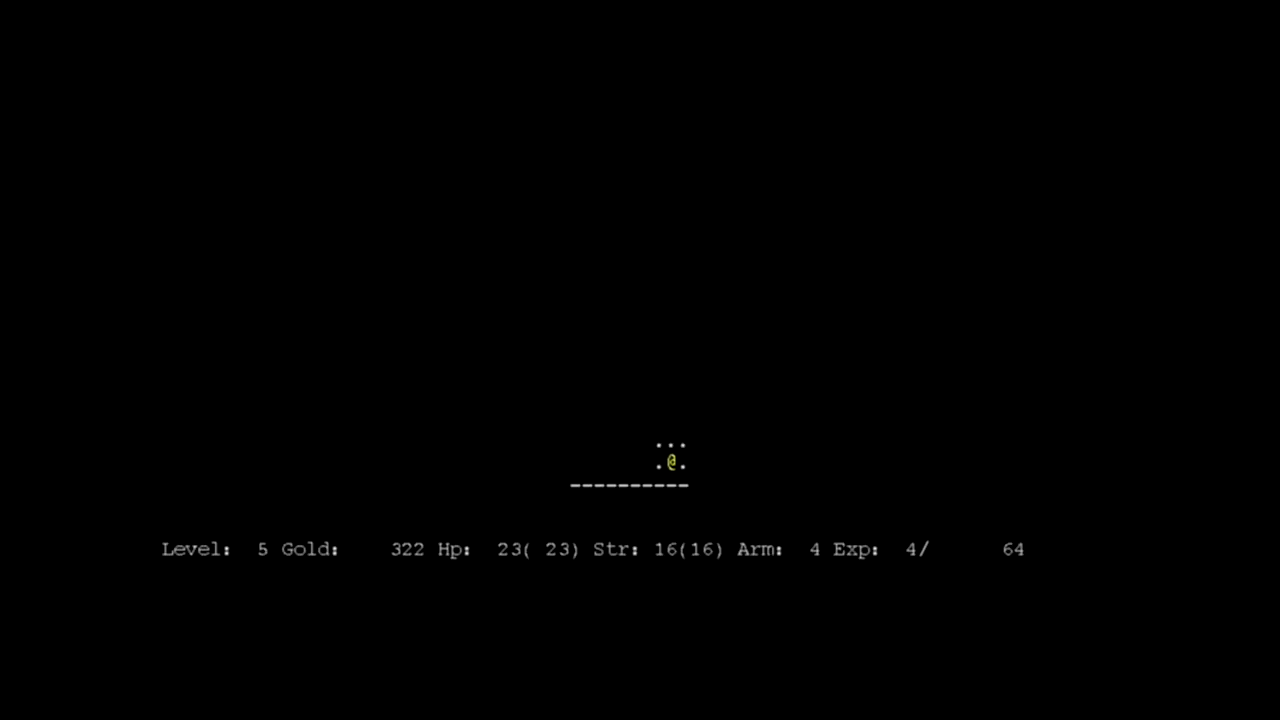 ...
.@.
----------
Level:  5 Gold:    322 Hp:  23( 23) Str: 16(16) Arm:  4 Exp:  4/      64